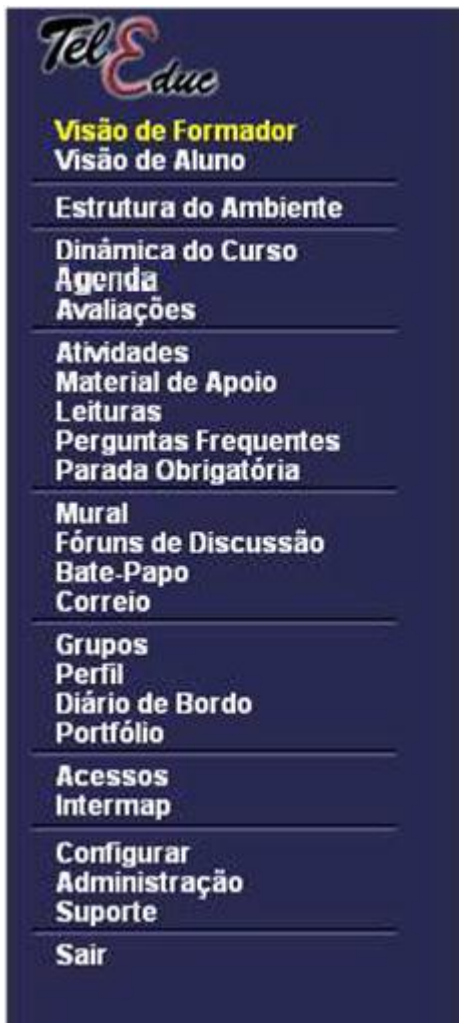 Tel
Educ
Visão de Formador
Visão de Aluno
Estrutura do Ambiente
Dinâmica do Curso
Agenda
Avaliações
Atividades
Material de Apoio
Leituras
Perguntas Frequentes
Parada Obrigatória
Mural
Fóruns de Discussão
Bate-Papo
Correio
Grupos
Perfil
Diário de Bordo
Portfólio
Acessos
Intermap
Configurar
Administração
Suporte
Sair